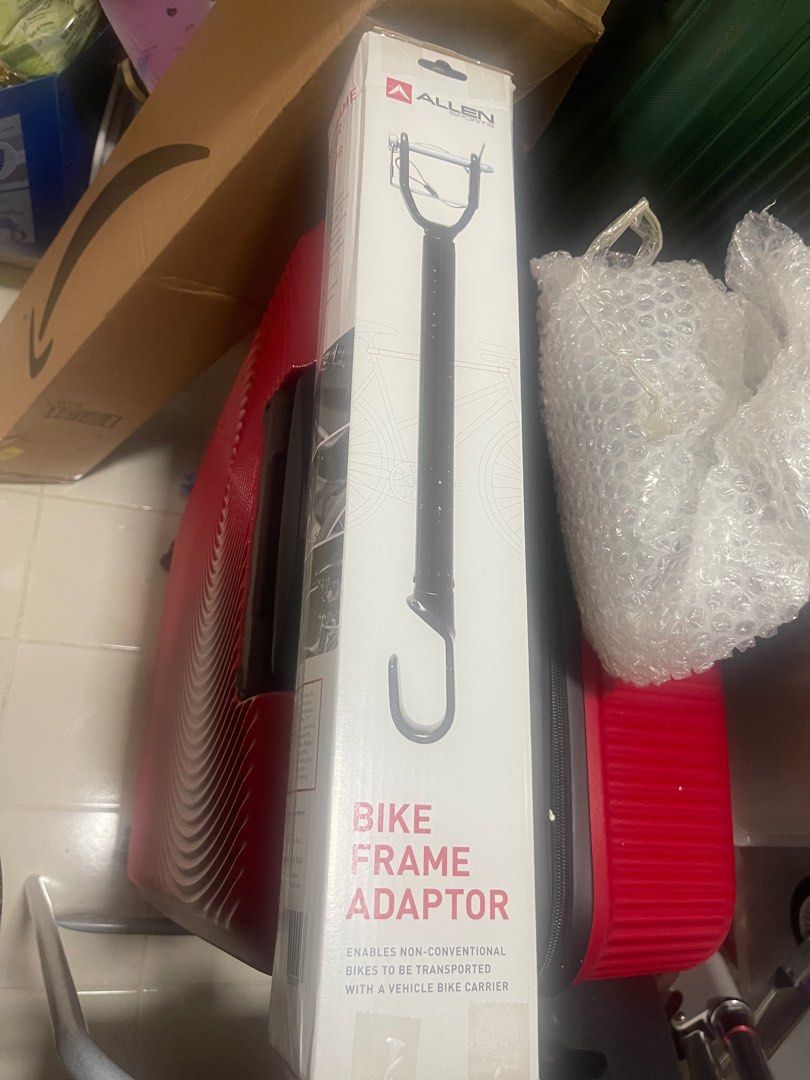 ALLEN
SPORTS
BIKE
FRAME
ADAPTOR
ENABLES NON-CONVENTIONAL
BIKES TO BE TRANSPORTED
WITH A VEHICLE BIKE CARRIER